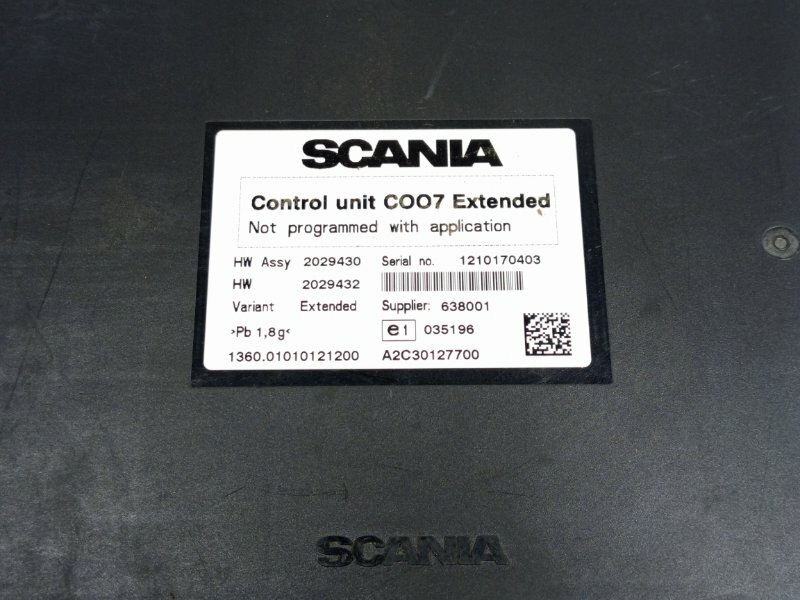 SCANIA
Control unit COO7 Extended
Not programmed with application
HW Assy 2029430 Serial no. 1210170403
HW 2029432
Variant Extended Supplier: 638001
>Pb 1,8g< e1 035196
1360.01010121200 A2C30127700
SCANIA